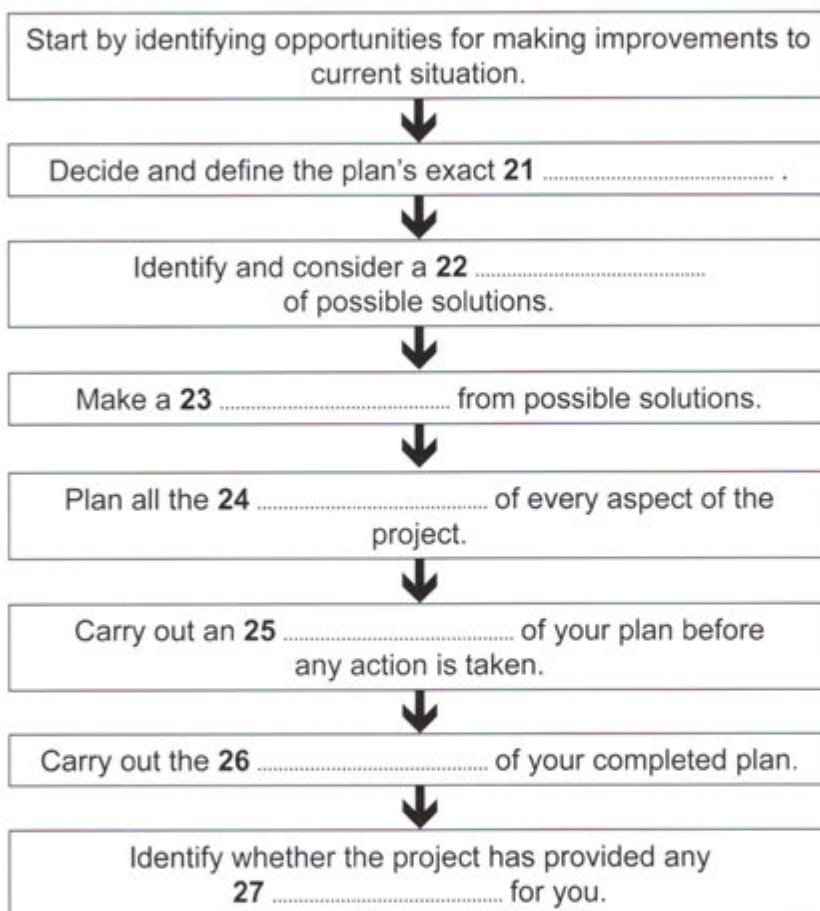 Start by identifying opportunities for making improvements to
current situation.
Decide and define the plan's exact 21 ........................................ .
Identify and consider a 22 ........................................
of possible solutions.
Make a 23 ........................................ from possible solutions.
Plan all the 24 ........................................ of every aspect of the
project.
Carry out an 25 ........................................ of your plan before
any action is taken.
Carry out the 26 ........................................ of your completed plan.
Identify whether the project has provided any
27 ........................................ for you.